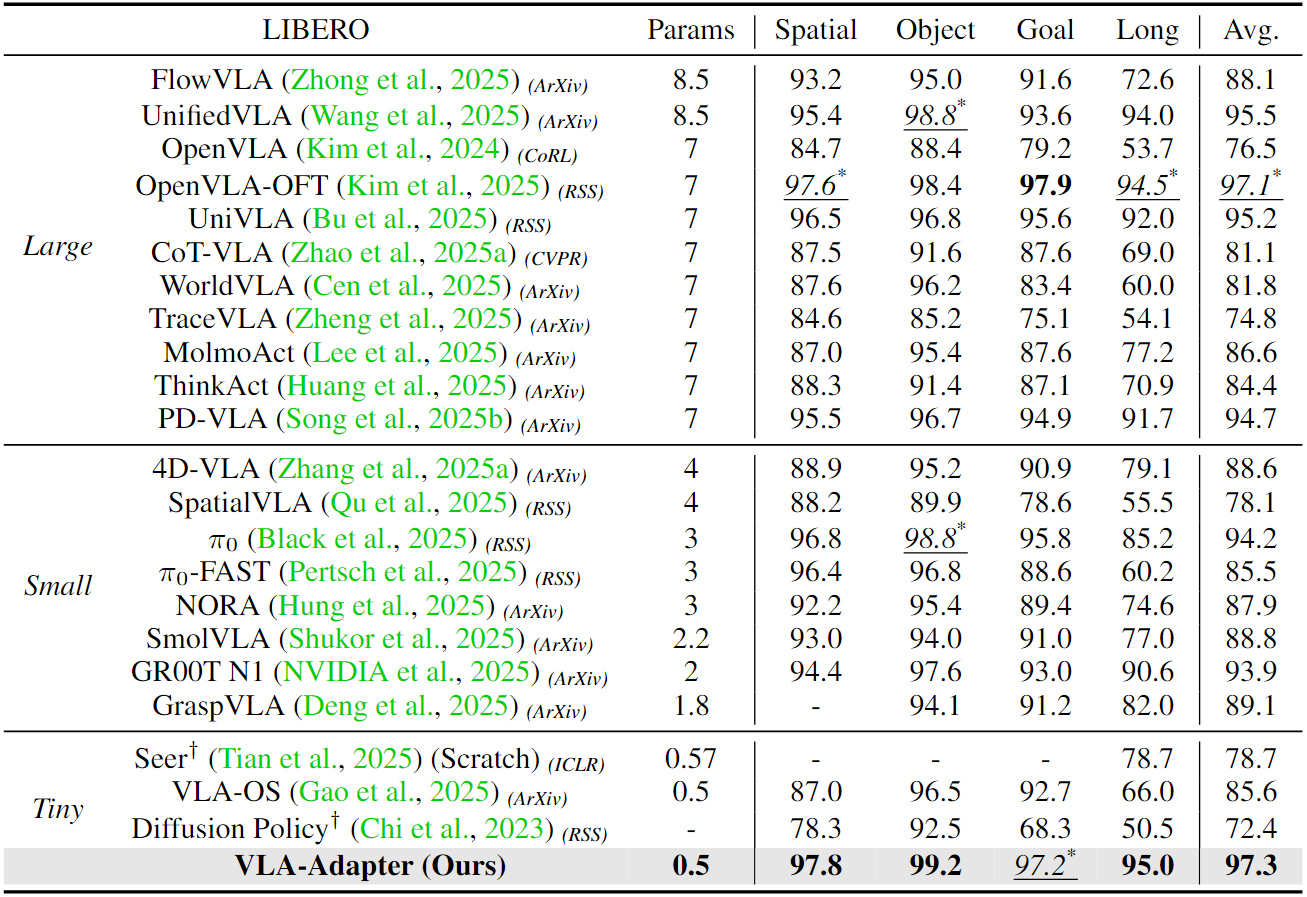 LIBERO Params Spatial Object Goal Long Avg.
FlowVLA (Zhong et al., 2025) (ArXiv) 8.5 93.2 95.0 91.6 72.6 88.1
UnifiedVLA (Wang et al., 2025) (ArXiv) 8.5 95.4 98.8* 93.6 94.0 95.5
OpenVLA (Kim et al., 2024) (CoRL) 7 84.7 88.4 79.2 53.7 76.5
OpenVLA-OFT (Kim et al., 2025) (RSS) 7 97.6* 98.4 97.9 94.5* 97.1*
UniVLA (Bu et al., 2025) (RSS) 7 96.5 96.8 95.6 92.0 95.2
Large CoT-VLA (Zhao et al., 2025a) (CVPR) 7 87.5 91.6 87.6 69.0 81.1
WorldVLA (Cen et al., 2025) (ArXiv) 7 87.6 96.2 83.4 60.0 81.8
TraceVLA (Zheng et al., 2025) (ArXiv) 7 84.6 85.2 75.1 54.1 74.8
MolmoAct (Lee et al., 2025) (ArXiv) 7 87.0 95.4 87.6 77.2 86.6
ThinkAct (Huang et al., 2025) (ArXiv) 7 88.3 91.4 87.1 70.9 84.4
PD-VLA (Song et al., 2025b) (ArXiv) 7 95.5 96.7 94.9 91.7 94.7
4D-VLA (Zhang et al., 2025a) (ArXiv) 4 88.9 95.2 90.9 79.1 88.6
SpatialVLA (Qu et al., 2025) (RSS) 4 88.2 89.9 78.6 55.5 78.1
π0 (Black et al., 2025) (RSS) 3 96.8 98.8* 95.8 85.2 94.2
π0-FAST (Pertsch et al., 2025) (RSS) 3 96.4 96.8 88.6 60.2 85.5
Small NORA (Hung et al., 2025) (ArXiv) 3 92.2 95.4 89.4 74.6 87.9
SmolVLA (Shukor et al., 2025) (ArXiv) 2.2 93.0 94.0 91.0 77.0 88.8
GR00T N1 (NVIDIA et al., 2025) (ArXiv) 2 94.4 97.6 93.0 90.6 93.9
GraspVLA (Deng et al., 2025) (ArXiv) 1.8 - 94.1 91.2 82.0 89.1
Seer† (Tian et al., 2025) (Scratch) (ICLR) 0.57 - - - 78.7 78.7
Tiny VLA-OS (Gao et al., 2025) (ArXiv) 0.5 87.0 96.5 92.7 66.0 85.6
Diffusion Policy† (Chi et al., 2023) (RSS) - 78.3 92.5 68.3 50.5 72.4
VLA-Adapter (Ours) 0.5 97.8 99.2 97.2* 95.0 97.3